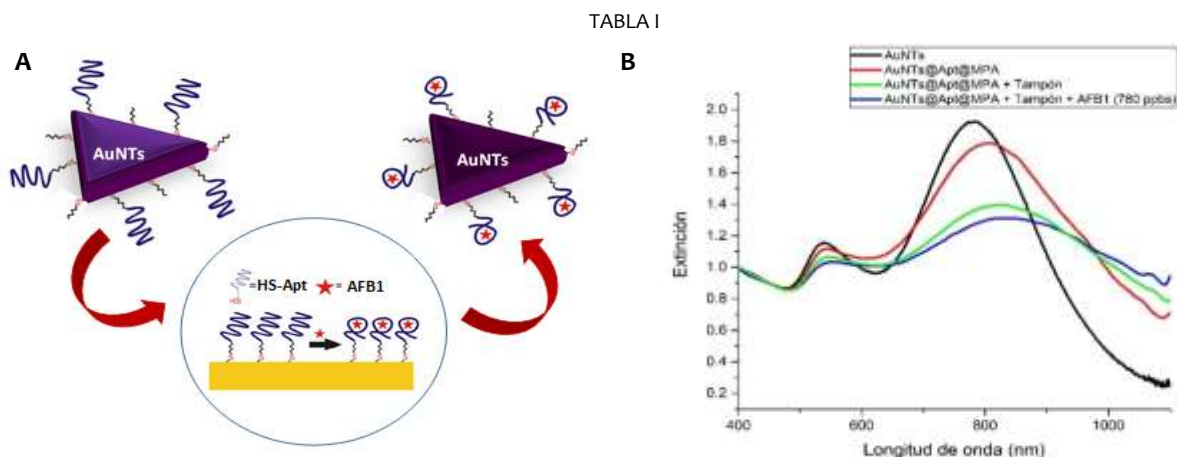 TABLA I
A
AuNTs
AuNTs
=HS-Apt ★= AFB1
B
AuNTs
AuNTs@Apt@MPA
AuNTs@Apt@MPA + Tampón
AuNTs@Apt@MPA + Tampón + AFB1 (780 ppbs)
Extinción
2.0
1.8
1.6
1.4
1.2
1.0
0.8
0.6
0.4
0.2
400
600
800
1000
Longitud de onda (nm)